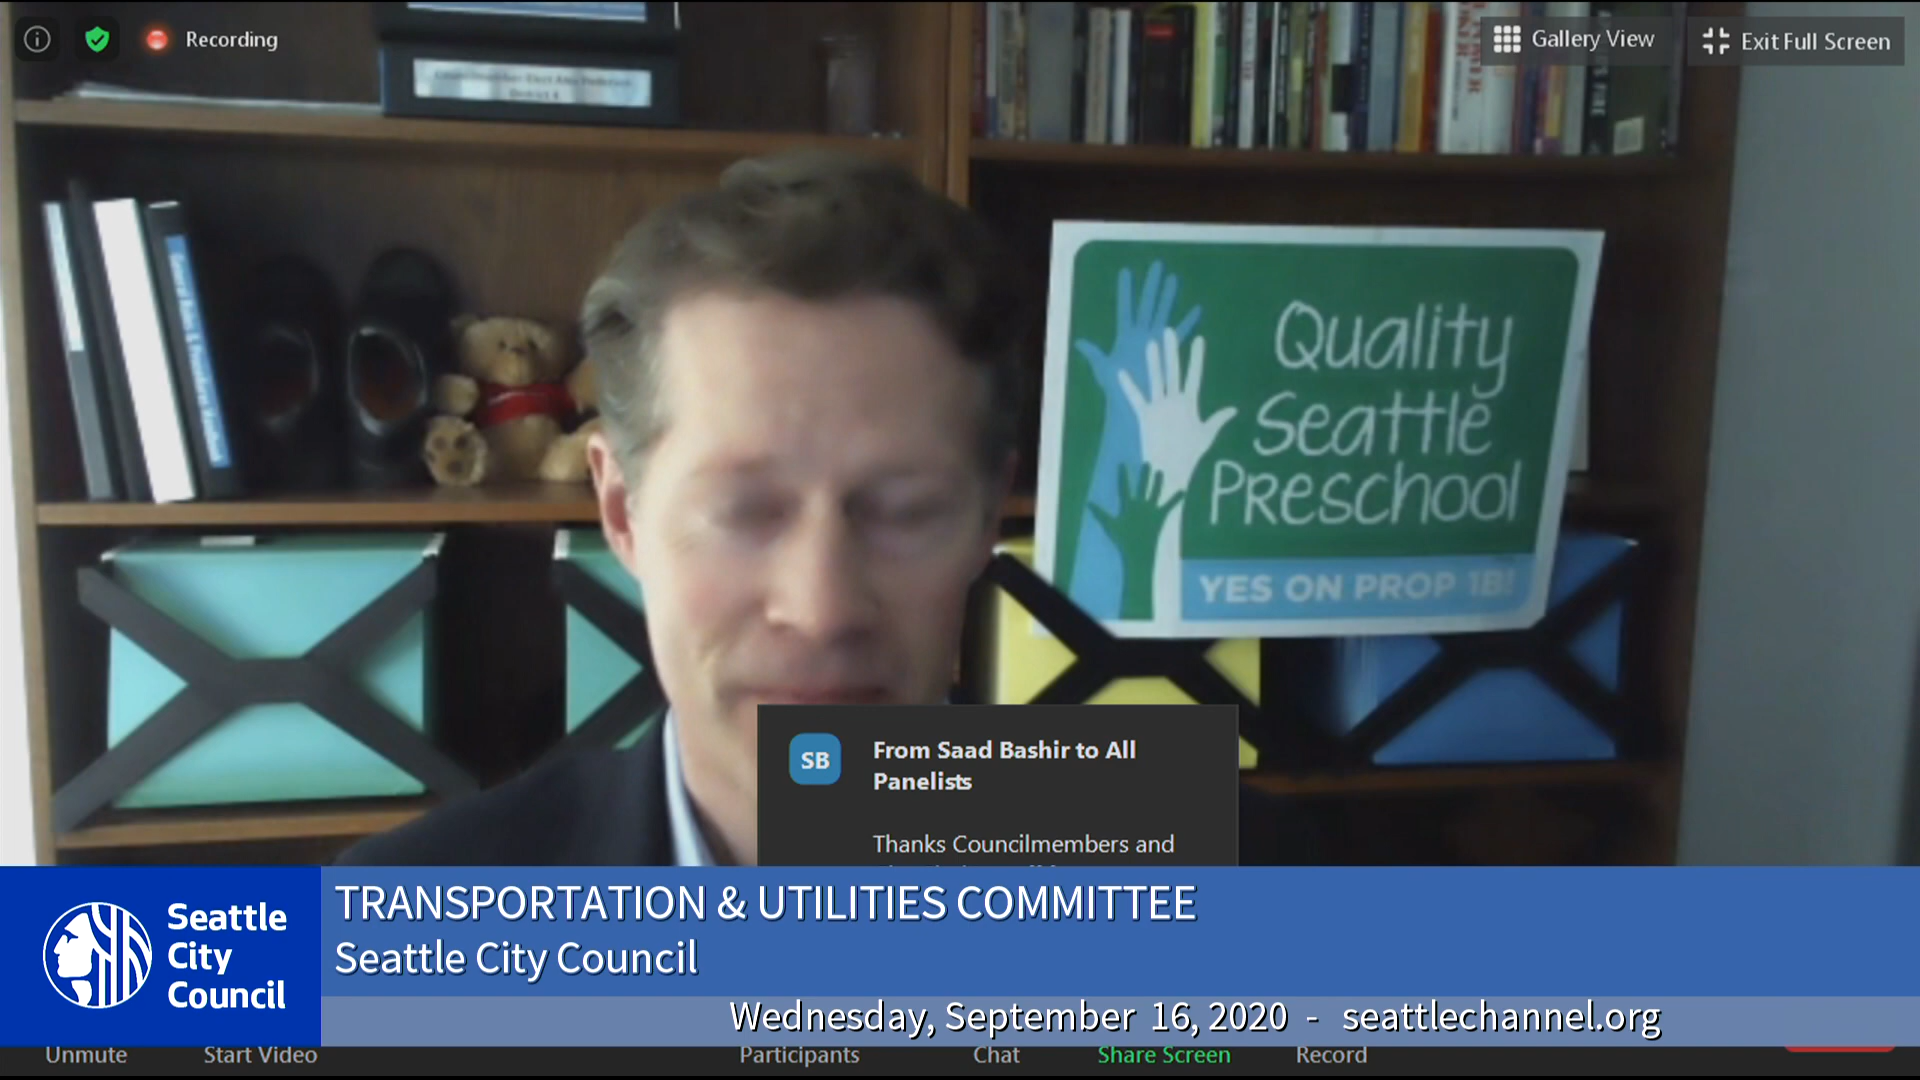 Recording
Gallery View
Exit Full Screen
FIRE
Quality
Seattle
Preschool
YES ON PROP 1B!
SB
From Saad Bashir to All
Panelists
Thanks Councilmembers and
Seattle
City
Council
TRANSPORTATION & UTILITIES COMMITTEE
Seattle City Council
Wednesday, September 16, 2020 - seattlechannel.org
Unmute
Start Video
Participants
Chat
Share Screen
Record